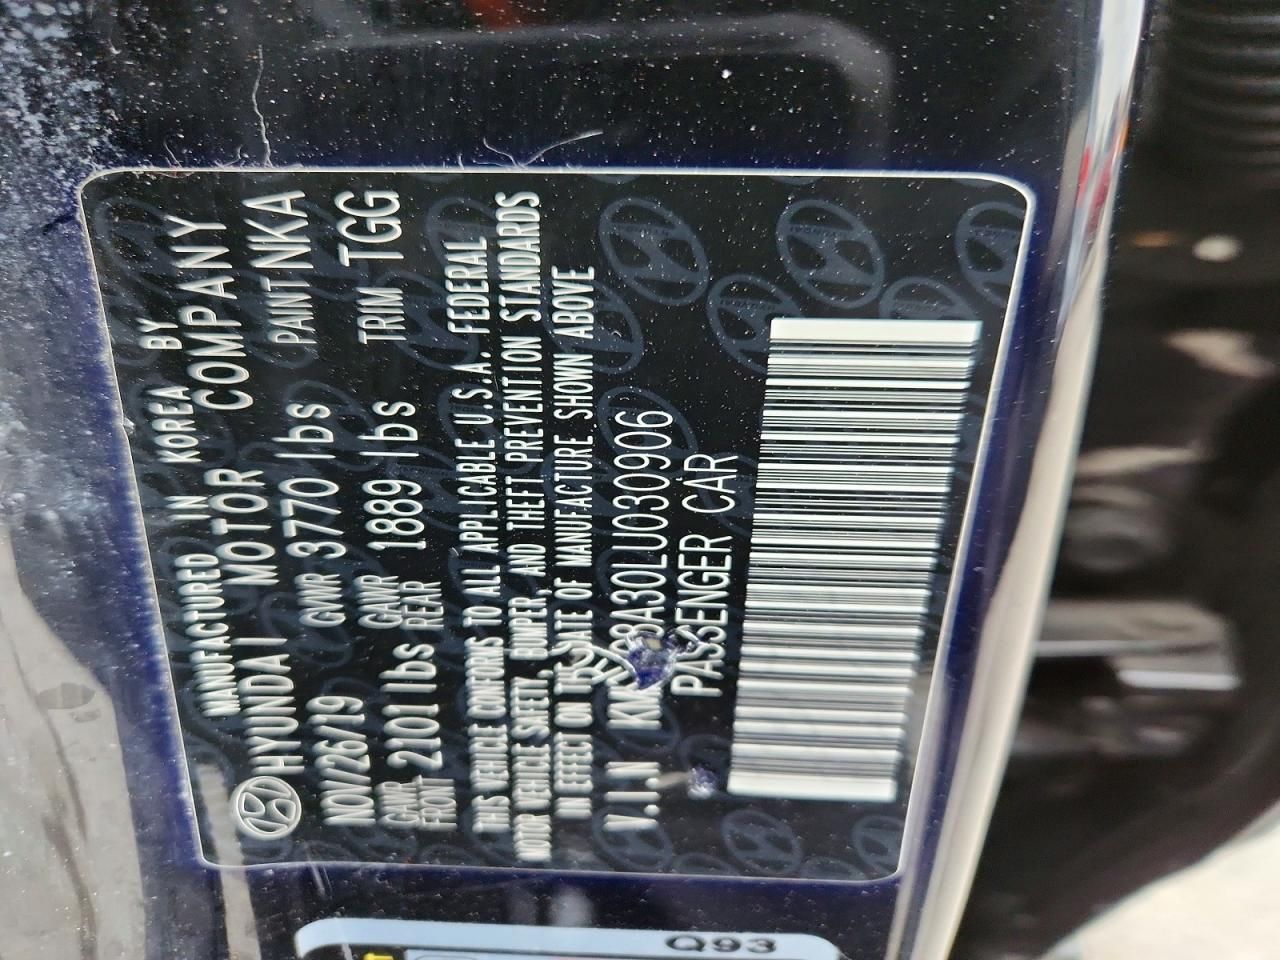 MANUFACTURED IN KOREA BY
HYUNDAI MOTOR COMPANY
NOV/26/19 GVWR 3770 lbs PAINT NKA
GAWR FRONT 2101 lbs GAWR REAR 1889 lbs TRIM TGG
THIS VEHICLE CONFORMS TO ALL APPLICABLE U.S.A. FEDERAL
MOTOR VEHICLE SAFETY, BUMPER, AND THEFT PREVENTION STANDARDS
IN EFFECT ON THE DATE OF MANUFACTURE SHOWN ABOVE
V.I.N
PASSENGER CAR
Q93